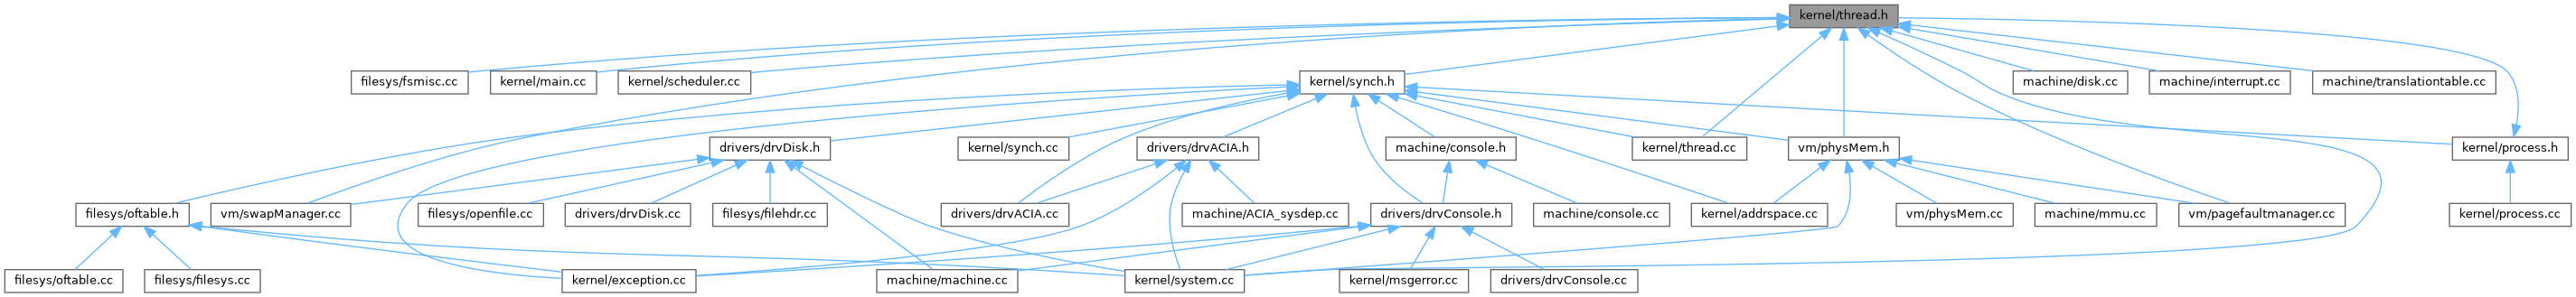 kernel/thread.h
filesys/fsmisc.cc
kernel/main.cc
kernel/scheduler.cc
kernel/synch.h
machine/disk.cc
machine/interrupt.cc
machine/translationtable.cc
drivers/drvDisk.h
kernel/synch.cc
drivers/drvACIA.h
machine/console.h
kernel/thread.cc
vm/physMem.h
kernel/process.h
filesys/oftable.h
vm/swapManager.cc
filesys/openfile.cc
drivers/drvDisk.cc
filesys/filehdr.cc
drivers/drvACIA.cc
machine/ACIA_sysdep.cc
drivers/drvConsole.h
machine/console.cc
kernel/addrspace.cc
vm/physMem.cc
machine/mmu.cc
vm/pagefaultmanager.cc
kernel/process.cc
filesys/oftable.cc
filesys/filesys.cc
kernel/exception.cc
machine/machine.cc
kernel/system.cc
kernel/msgerror.cc
drivers/drvConsole.cc